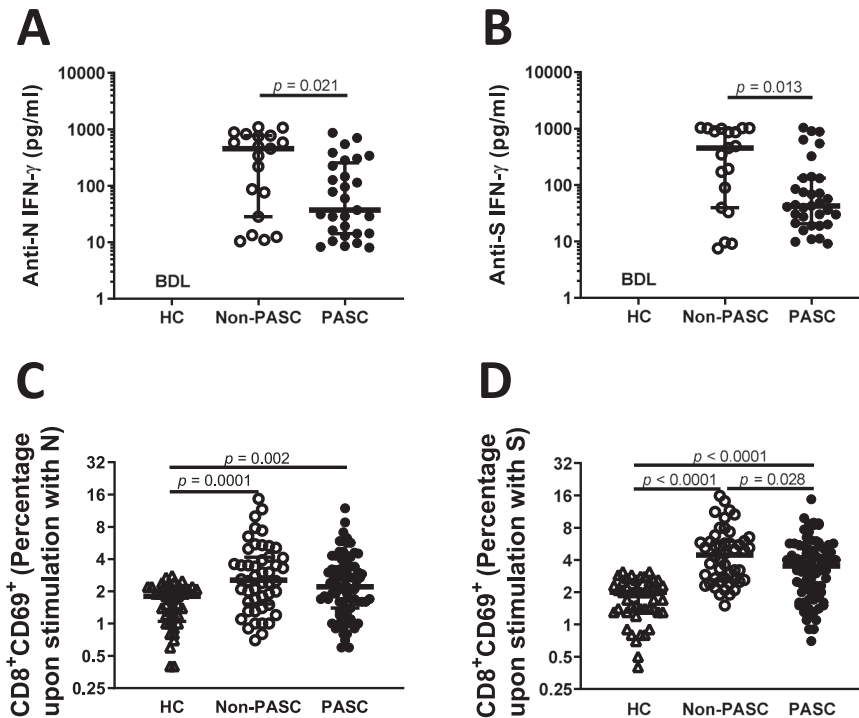 A
Anti-N IFN-γ (pg/ml)
10000
1000
100
10
1
p = 0.021
BDL
HC
Non-PASC
PASC
B
Anti-S IFN-γ (pg/ml)
10000
1000
100
10
1
p = 0.013
BDL
HC
Non-PASC
PASC
C
CD8⁺CD69⁺ (Percentage
upon stimulation with N)
32
16
8
4
2
1
0.5
0.25
p = 0.002
p = 0.0001
HC
Non-PASC
PASC
D
CD8⁺CD69⁺ (Percentage
upon stimulation with S)
32
16
8
4
2
1
0.5
0.25
p < 0.0001
p < 0.0001
p = 0.028
HC
Non-PASC
PASC